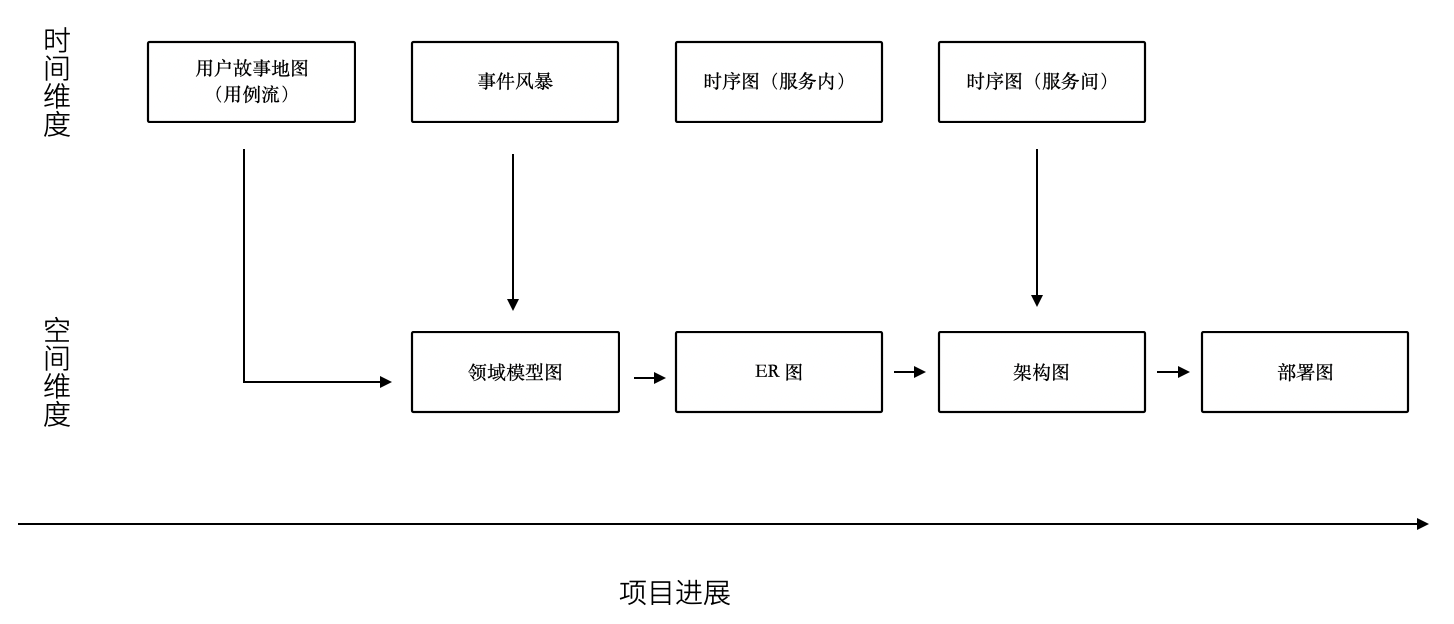 时间维度
用户故事地图
（用例流）
事件风暴
时序图（服务内）
时序图（服务间）
空间维度
领域模型图
ER 图
架构图
部署图
项目进展